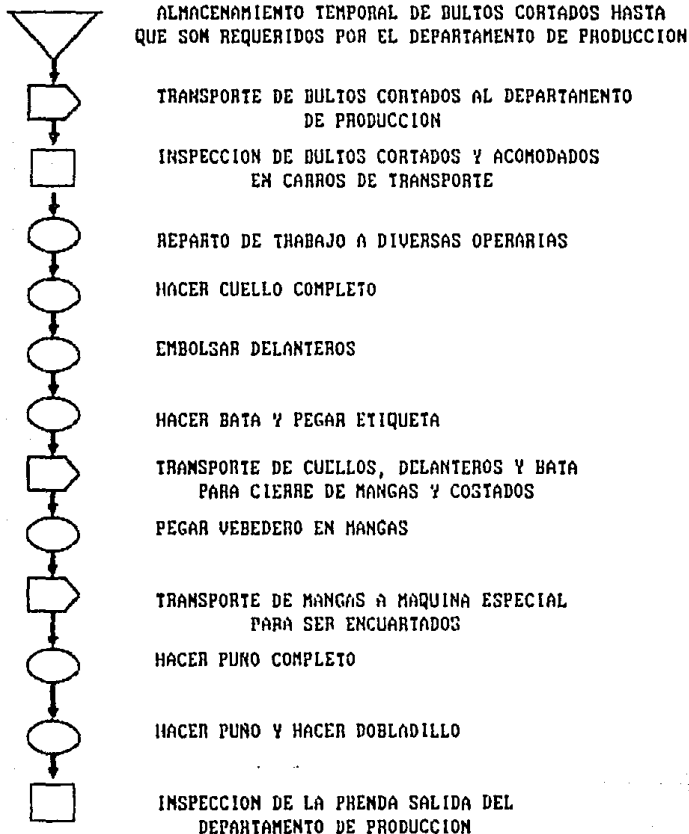 ALMACENAMIENTO TEMPORAL DE BULTOS CORTADOS HASTA
QUE SON REQUERIDOS POR EL DEPARTAMENTO DE PRODUCCION
TRANSPORTE DE BULTOS CORTADOS AL DEPARTAMENTO
DE PRODUCCION
INSPECCION DE BULTOS CORTADOS Y ACOMODADOS
EN CARROS DE TRANSPORTE
REPARTO DE TRABAJO A DIVERSAS OPERARIAS
HACER CUELLO COMPLETO
EMBOLSAR DELANTEROS
HACER BATA Y PEGAR ETIQUETA
TRANSPORTE DE CUELLOS, DELANTEROS Y BATA
PARA CIERRE DE MANGAS Y COSTADOS
PEGAR VEBEDERO EN MANGAS
TRANSPORTE DE MANGAS A MAQUINA ESPECIAL
PARA SER ENCUARTADOS
HACER PUNO COMPLETO
HACER PUÑO Y HACER DOBLADILLO
INSPECCION DE LA PRENDA SALIDA DEL
DEPARTAMENTO DE PRODUCCION